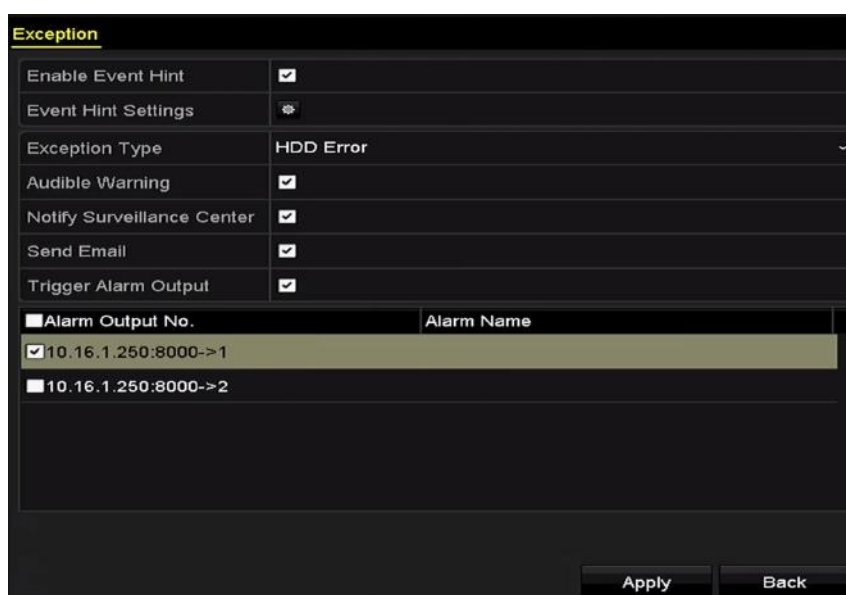 Exception
Enable Event Hint
Event Hint Settings
Exception Type HDD Error
Audible Warning
Notify Surveillance Center
Send Email
Trigger Alarm Output
Alarm Output No. Alarm Name
10.16.1.250:8000->1
10.16.1.250:8000->2
Apply Back